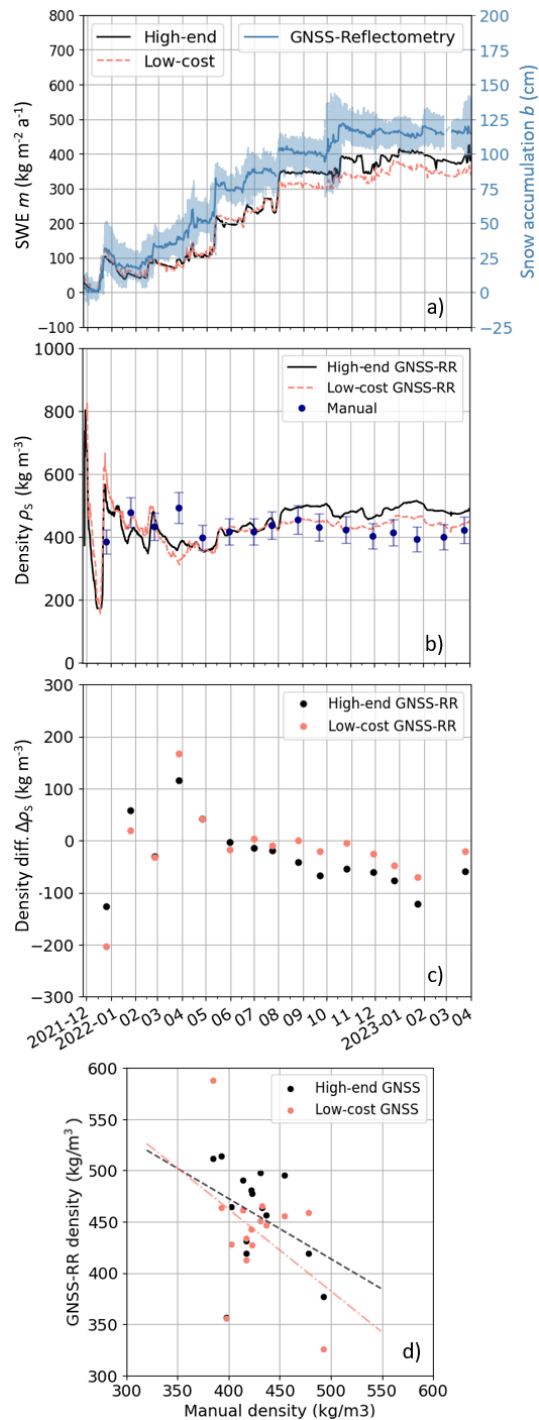 800
700
600
500
400
300
200
100
0
−100
SWE m (kg m-2 a-1)
High-end
Low-cost
GNSS-Reflectometry
200
175
150
125
100
75
50
25
0
−25
Snow accumulation b (cm)
a)
1000
800
600
400
200
0
Density ρS (kg m-3)
High-end GNSS-RR
Low-cost GNSS-RR
Manual
b)
300
200
100
0
−100
−200
−300
Density diff. ΔρS (kg m-3)
High-end GNSS-RR
Low-cost GNSS-RR
c)
2021-12
2022-01
02
03
04
05
06
07
08
09
10
11
12
2023-01
02
03
04
600
550
500
450
400
350
300
GNSS-RR density (kg/m3 )
High-end GNSS
Low-cost GNSS
d)
300 350 400 450 500 550 600
Manual density (kg/m3)